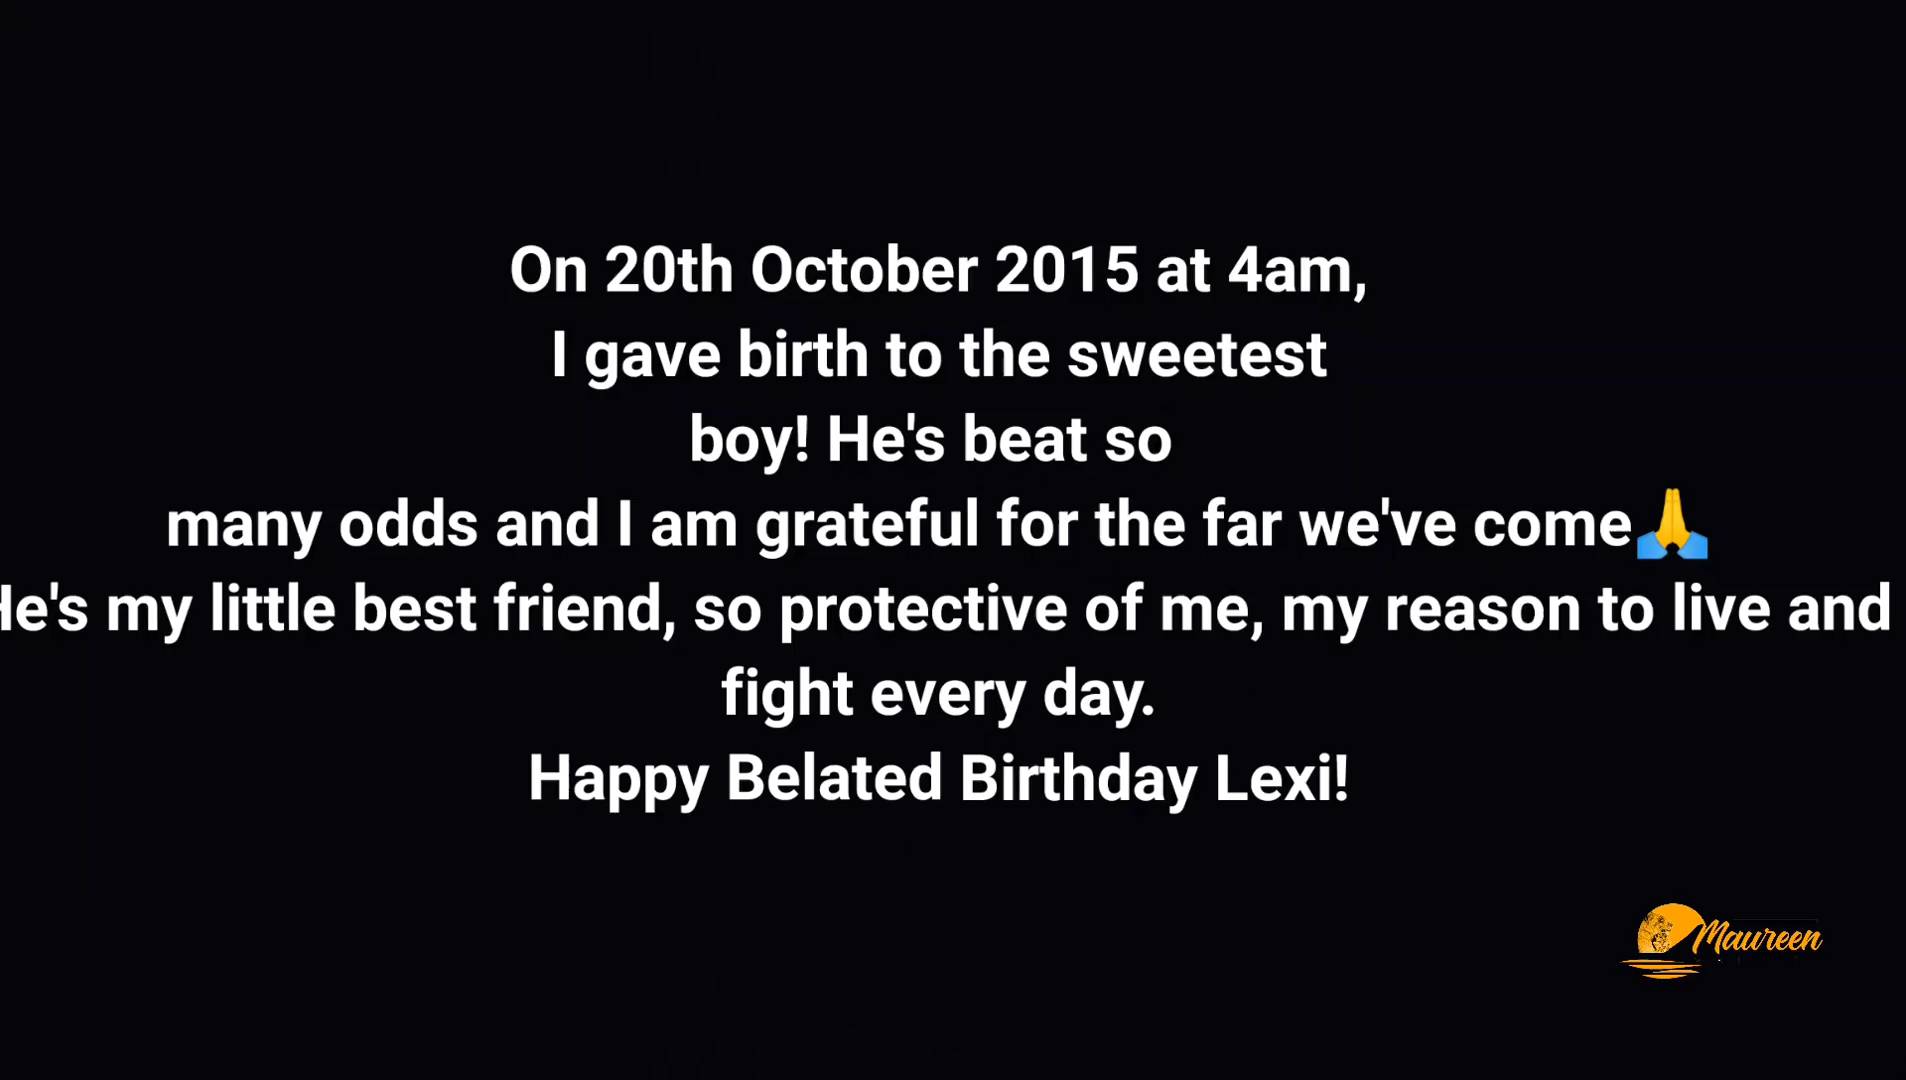 On 20th October 2015 at 4am,
I gave birth to the sweetest
boy! He's beat so
many odds and I am grateful for the far we've come🙏
He's my little best friend, so protective of me, my reason to live and
fight every day.
Happy Belated Birthday Lexi!
Maureen